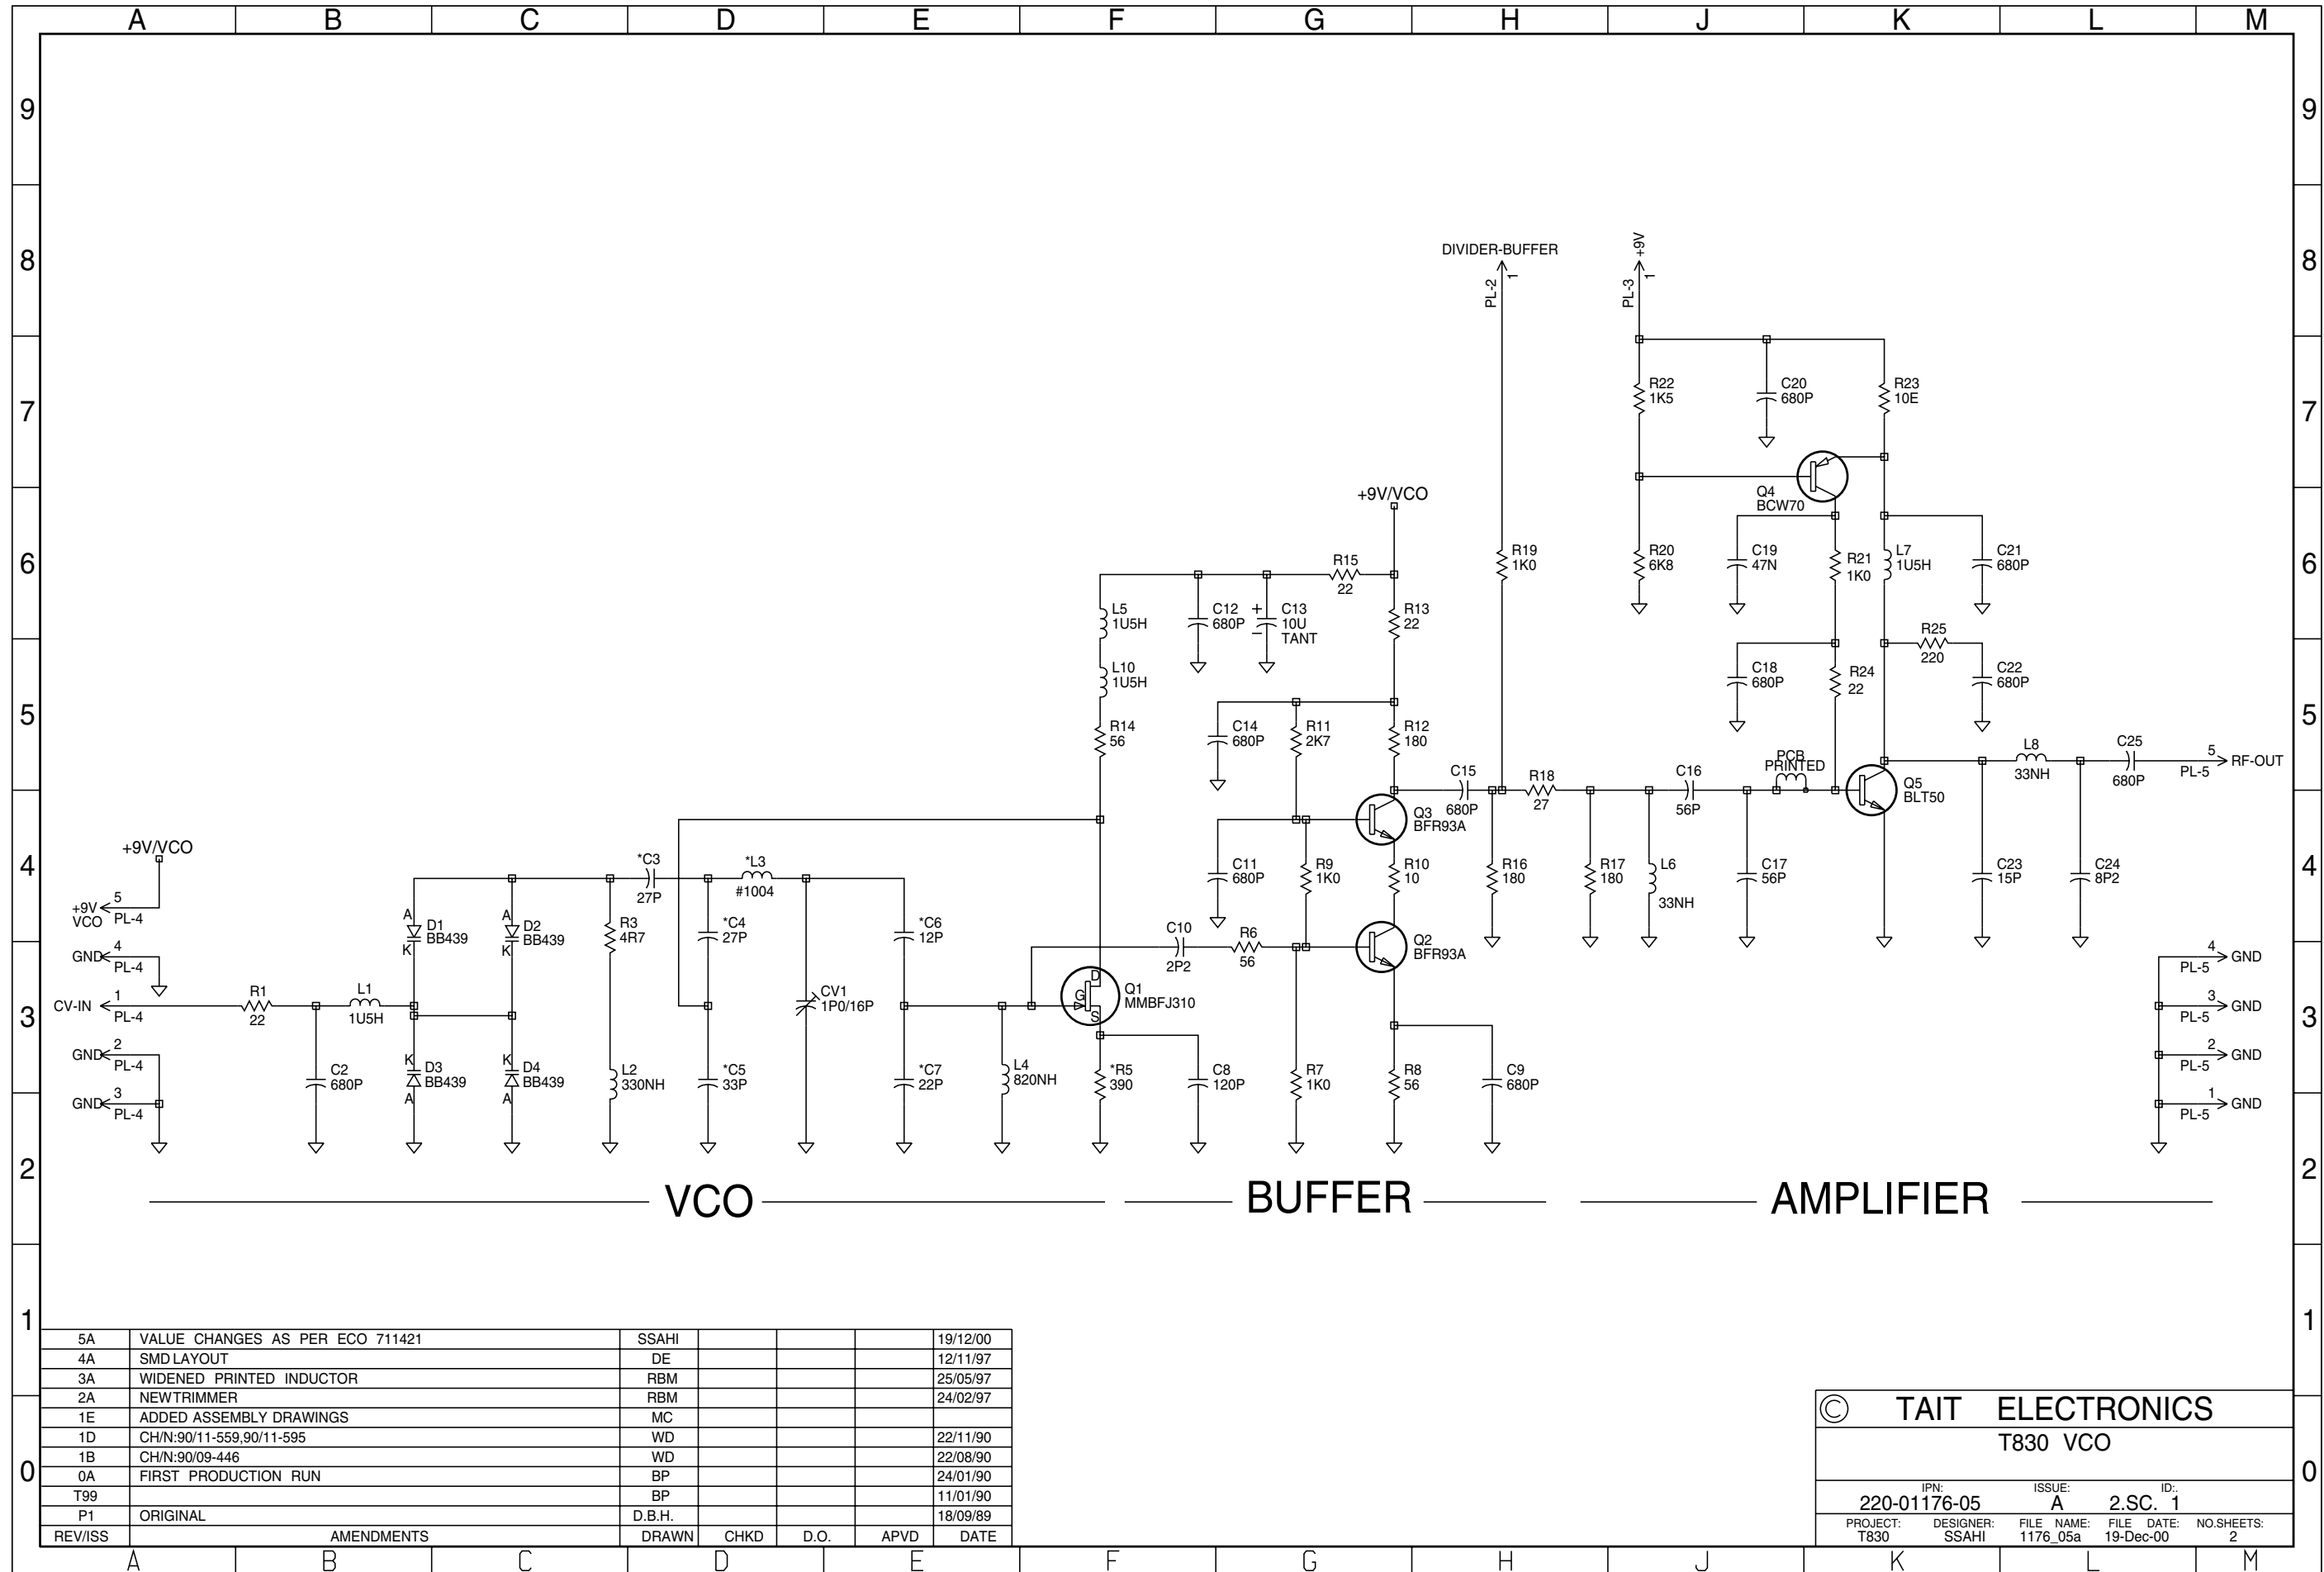 A B C D E F G H J K L M
9 9
8 8
7 7
6 6
5 5
4 4
3 3
2 2
1 1
0 0
DIVIDER-BUFFER
PL-2
1
+9V
PL-3
1
R22
1K5
C20
680P
R23
10E
Q4
BCW70
+9V/VCO
R15
22
R19
1K0
R20
6K8
C19
47N
R21
1K0
L7
1U5H
C21
680P
L5
1U5H
C12
680P
+
−
C13
10U
TANT
R13
22
L10
1U5H
C18
680P
R24
22
R25
220
C22
680P
R14
56
C14
680P
R11
2K7
R12
180
C15
680P
R18
27
C16
56P
PCB
PRINTED
Q5
BLT50
L8
33NH
C25
680P
5
PL-5
RF-OUT
Q3
BFR93A
+9V/VCO
+9V
VCO
5
PL-4
GND
4
PL-4
CV-IN
1
PL-4
GND
2
PL-4
GND
3
PL-4
R1
22
C2
680P
L1
1U5H
A
K
D1
BB439
A
K
D2
BB439
K
A
D3
BB439
K
A
D4
BB439
R3
4R7
L2
330NH
*C3
27P
*L3
#1004
*C4
27P
*C5
33P
CV1
1P0/16P
*C6
12P
*C7
22P
L4
820NH
D
G
S
Q1
MMBFJ310
*R5
390
C8
120P
C10
2P2
R6
56
C11
680P
R9
1K0
R10
10
Q2
BFR93A
R7
1K0
R8
56
C9
680P
R16
180
R17
180
L6
33NH
C17
56P
C23
15P
C24
8P2
4
PL-5
GND
3
PL-5
GND
2
PL-5
GND
1
PL-5
GND
VCO BUFFER AMPLIFIER
5A VALUE CHANGES AS PER ECO 711421 SSAHI 19/12/00
4A SMD LAYOUT DE 12/11/97
3A WIDENED PRINTED INDUCTOR RBM 25/05/97
2A NEWTRIMMER RBM 24/02/97
1E ADDED ASSEMBLY DRAWINGS MC
1D CH/N:90/11-559,90/11-595 WD 22/11/90
1B CH/N:90/09-446 WD 22/08/90
0A FIRST PRODUCTION RUN BP 24/01/90
T99 BP 11/01/90
P1 ORIGINAL D.B.H. 18/09/89
REV/ISS AMENDMENTS DRAWN CHKD D.O. APVD DATE
© TAIT ELECTRONICS
T830 VCO
IPN: ISSUE: ID:.
220-01176-05 A 2.SC. 1
PROJECT: DESIGNER: FILE NAME: FILE DATE: NO.SHEETS:
T830 SSAHI 1176_05a 19-Dec-00 2
A B C D E F G H J K L M